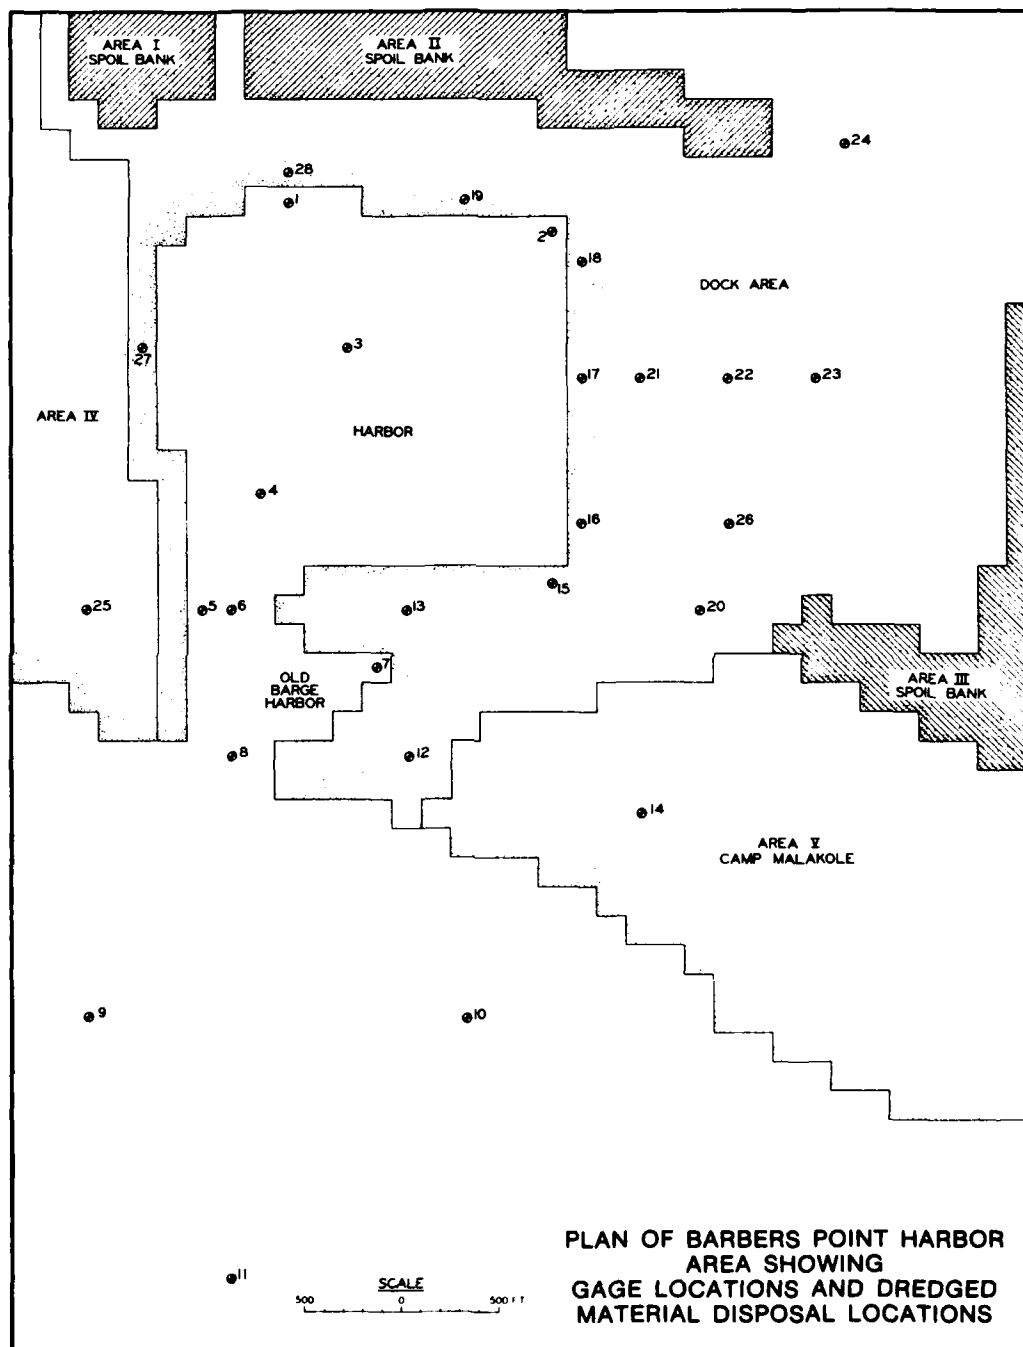 AREA I
SPOIL BANK
AREA II
SPOIL BANK
24
28
1
19
2
18
DOCK AREA
3
27
17
21
22
23
AREA IV
HARBOR
4
16
26
15
25
5
6
13
20
7
OLD
BARGE
HARBOR
AREA III
SPOIL BANK
8
12
14
AREA V
CAMP MALAKOLE
9
10
11
SCALE
500 0 500 FT
PLAN OF BARBERS POINT HARBOR
AREA SHOWING
GAGE LOCATIONS AND DREDGED
MATERIAL DISPOSAL LOCATIONS